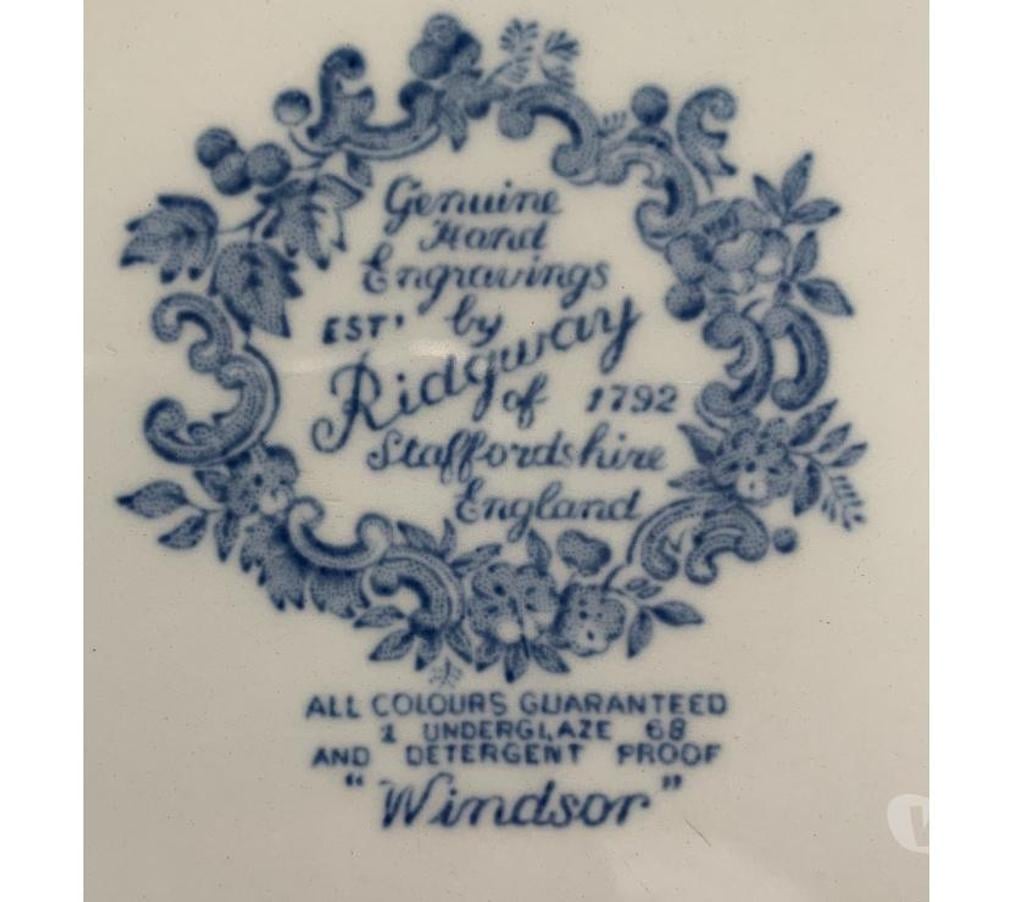 Genuine
Hand
Engravings
EST' by
Ridgway
of 1792
Staffordshire
England
ALL COLOURS GUARANTEED
1 UNDERGLAZE 68
AND DETERGENT PROOF
"Windsor"